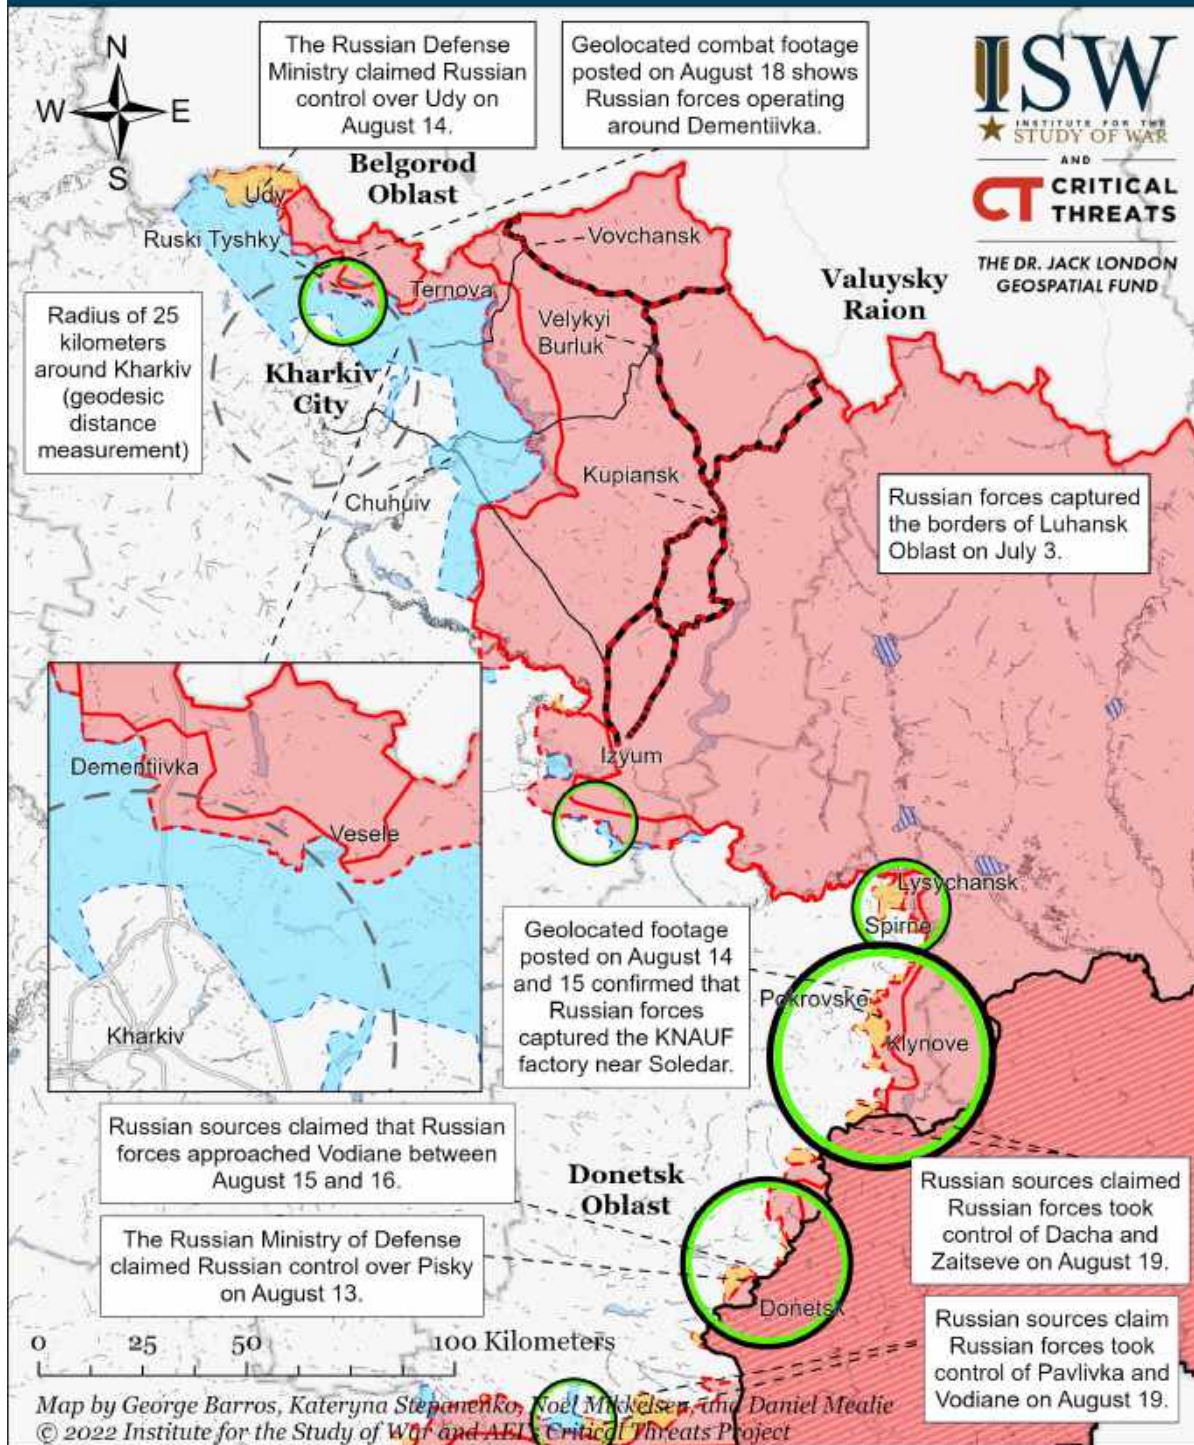 N
W
E
S
The Russian Defense
Ministry claimed Russian
control over Udy on
August 14.
Geolocated combat footage
posted on August 18 shows
Russian forces operating
around Dementiivka.
ISW
INSTITUTE FOR THE
STUDY OF WAR
AND
CT CRITICAL
THREATS
THE DR. JACK LONDON
GEOSPATIAL FUND
Belgorod
Oblast
Udy
Ruski Tyshky
Vovchansk
Ternova
Valuysky
Raion
Velykyi
Burluk
Radius of 25
kilometers
around Kharkiv
(geodesic
distance
measurement)
Kharkiv
City
Kupiansk
Chuhuiv
Russian forces captured
the borders of Luhansk
Oblast on July 3.
Izyum
Dementiivka
Vesele
Kharkiv
Lysychansk
Spirne
Geolocated footage
posted on August 14
and 15 confirmed that
Russian forces
captured the KNAUF
factory near Soledar.
Pokrovske
Klynove
Russian sources claimed that Russian
forces approached Vodiane between
August 15 and 16.
Donetsk
Oblast
Russian sources claimed
Russian forces took
control of Dacha and
Zaitseve on August 19.
The Russian Ministry of Defense
claimed Russian control over Pisky
on August 13.
Donetsk
Russian sources claim
Russian forces took
control of Pavlivka and
Vodiane on August 19.
0 25 50 100 Kilometers
Map by George Barros, Kateryna Stepanenko, Noel Mikkelsen, and Daniel Mealie
© 2022 Institute for the Study of War and AEI's Critical Threats Project